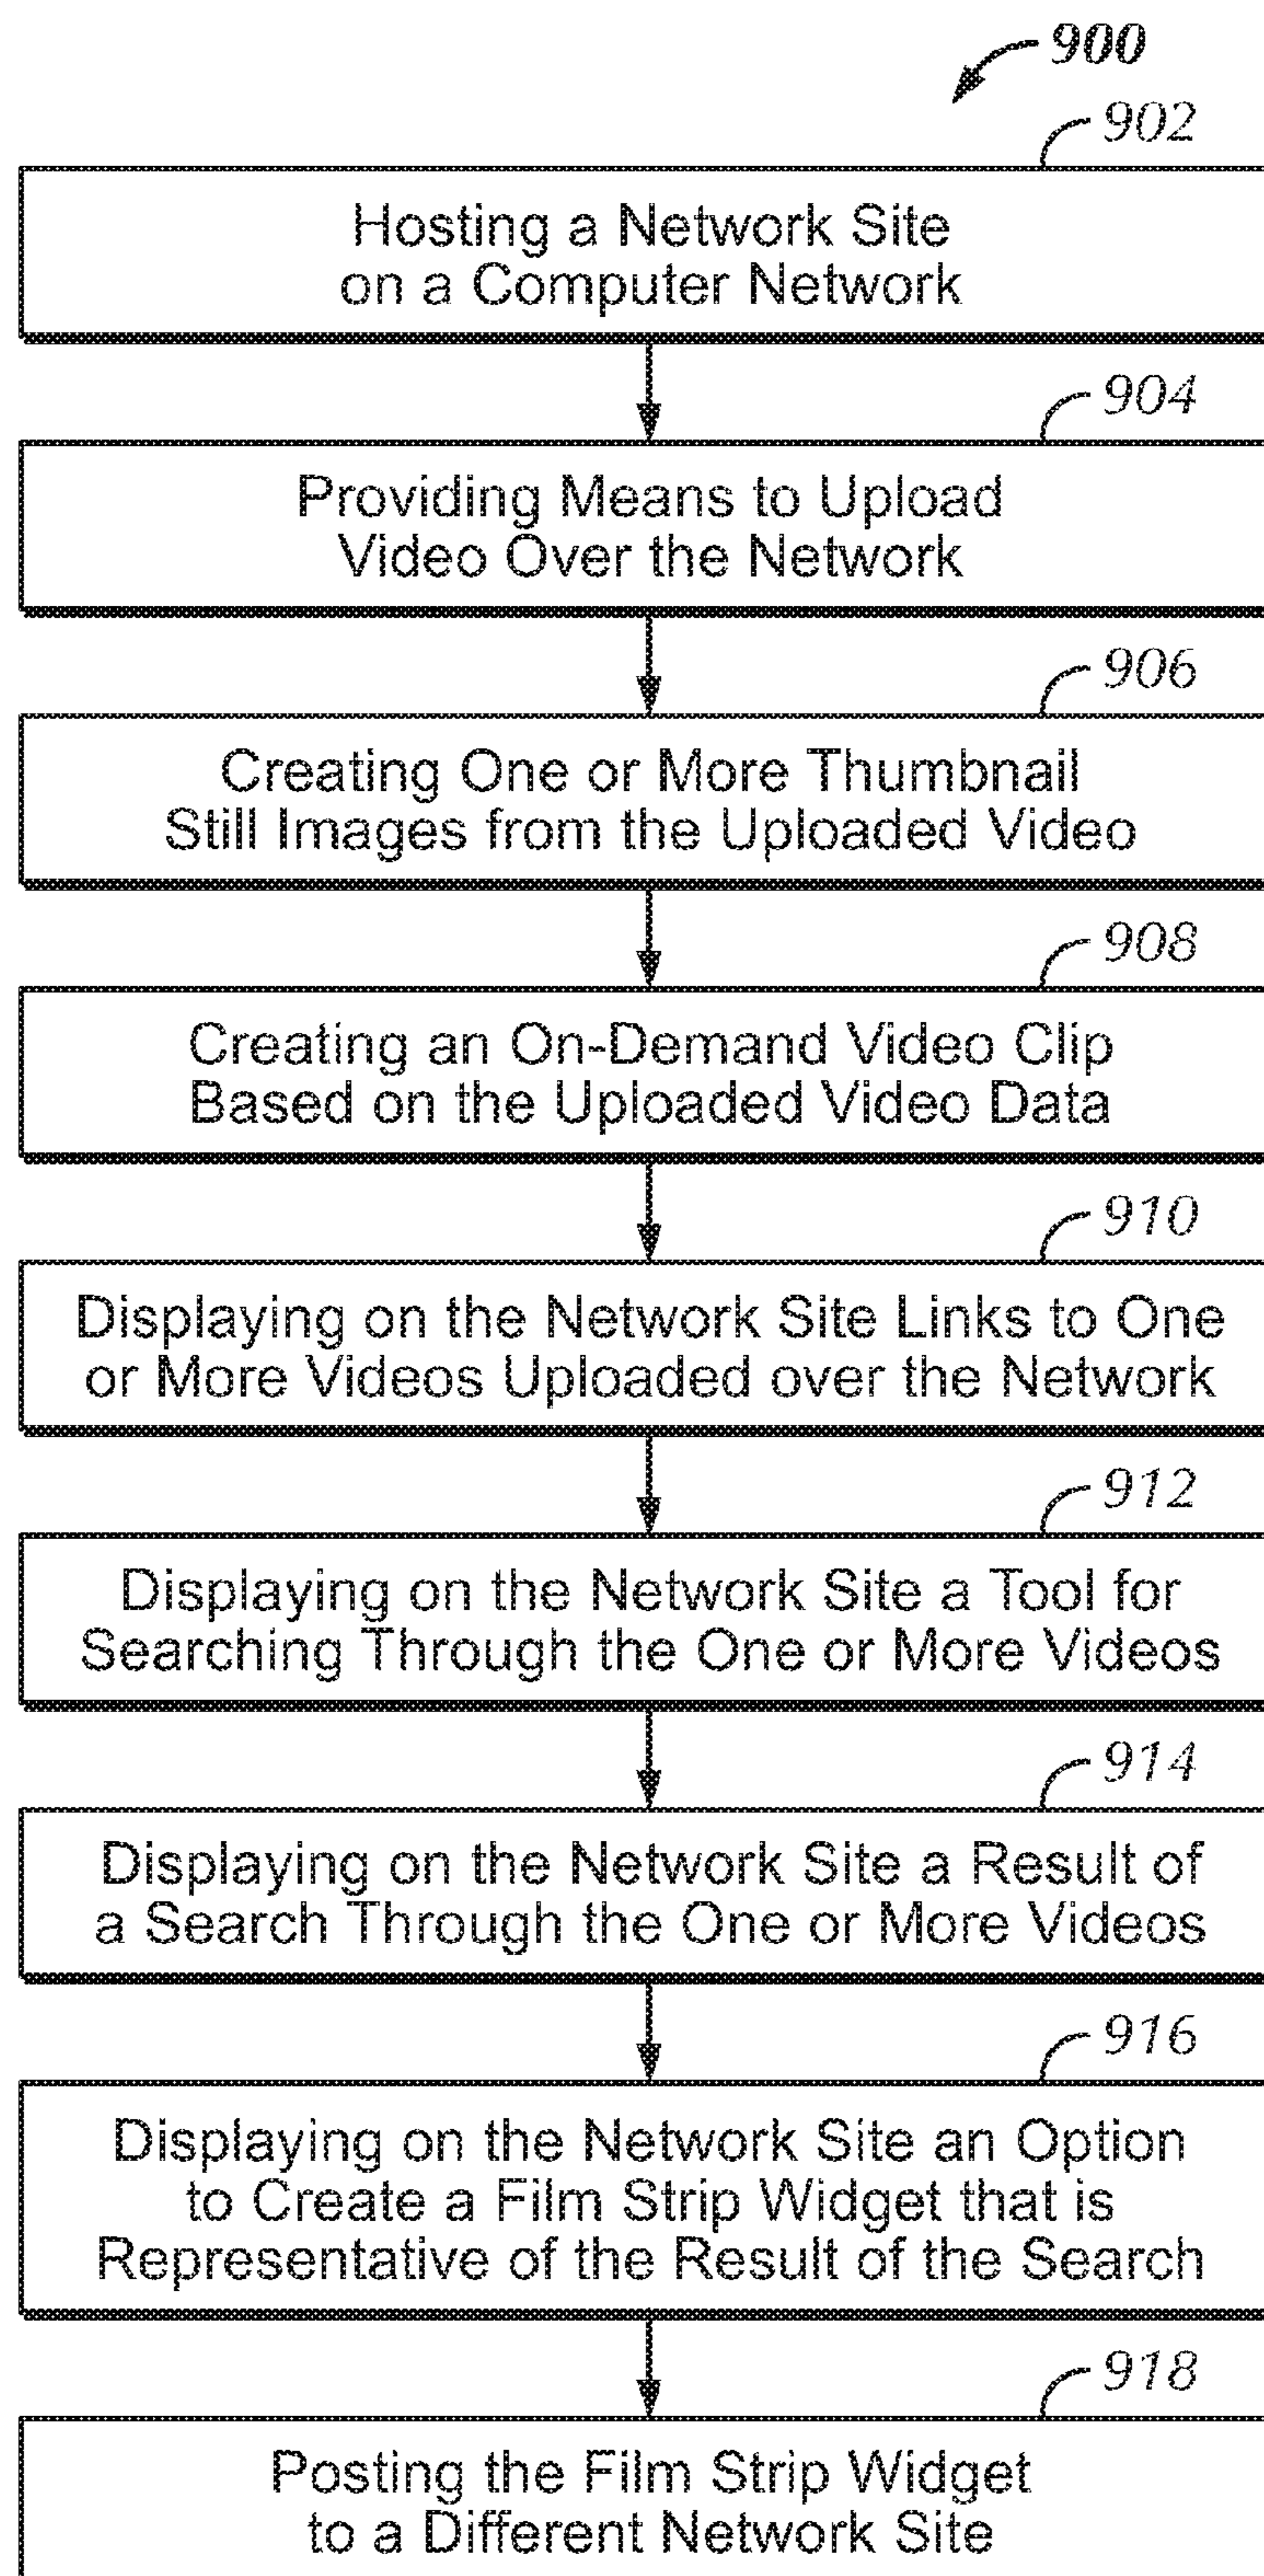 900
902
Hosting a Network Site
on a Computer Network
904
Providing Means to Upload
Video Over the Network
906
Creating One or More Thumbnail
Still Images from the Uploaded Video
908
Creating an On-Demand Video Clip
Based on the Uploaded Video Data
910
Displaying on the Network Site Links to One
or More Videos Uploaded over the Network
912
Displaying on the Network Site a Tool for
Searching Through the One or More Videos
914
Displaying on the Network Site a Result of
a Search Through the One or More Videos
916
Displaying on the Network Site an Option
to Create a Film Strip Widget that is
Representative of the Result of the Search
918
Posting the Film Strip Widget
to a Different Network Site